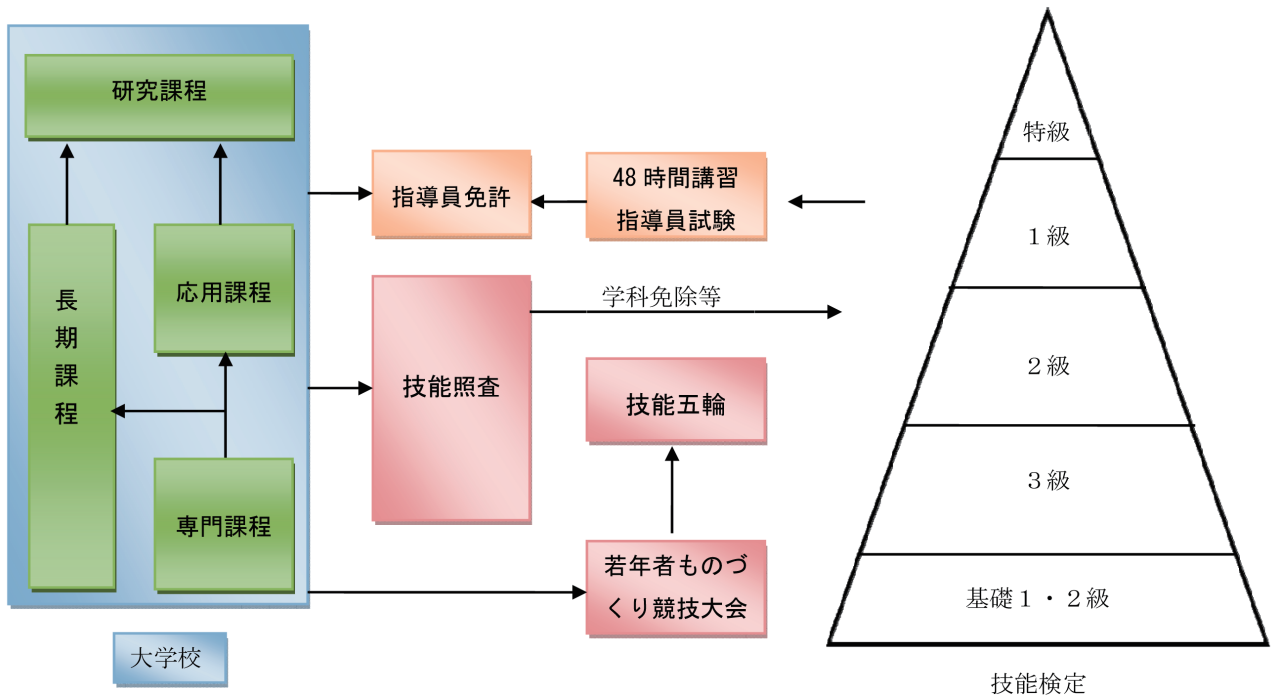 研究課程
長期課程
応用課程
専門課程
大学校
指導員免許
48時間講習
指導員試験
技能照査
学科免除等
技能五輪
若年者ものづ
くり競技大会
特級
1級
2級
3級
基礎1・2級
技能検定